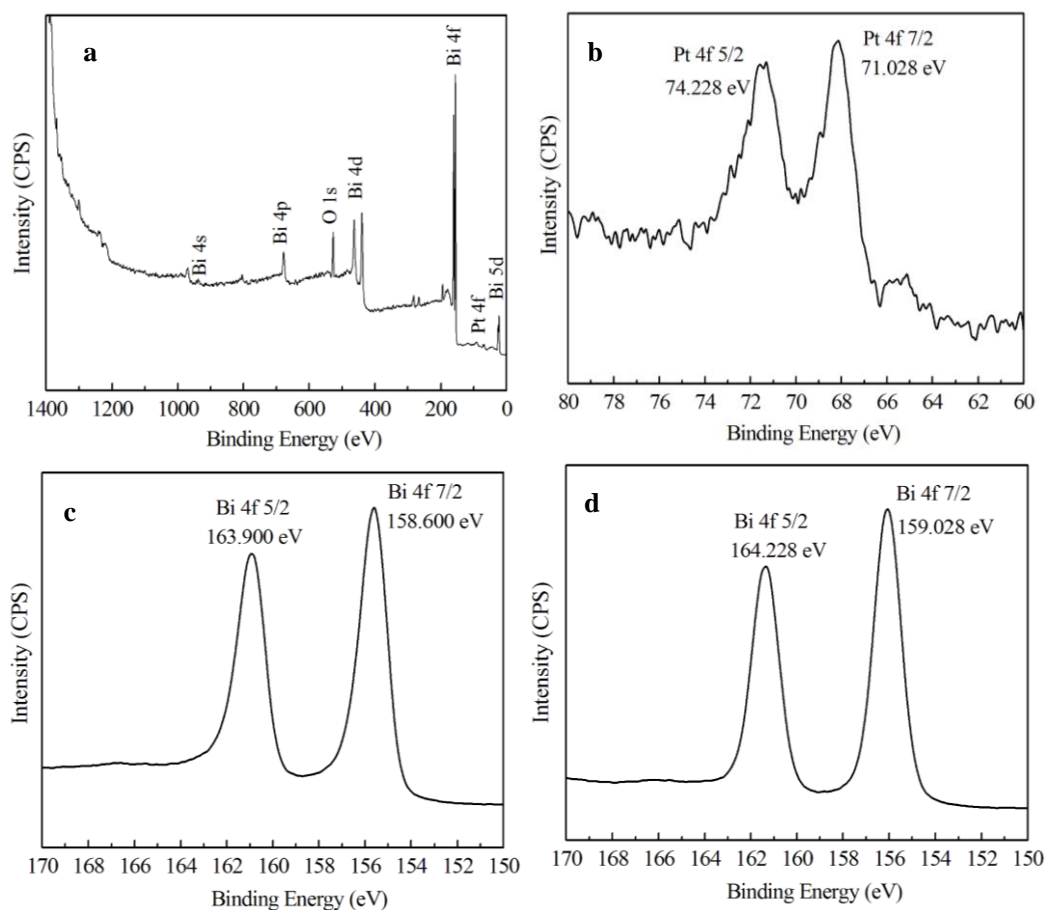 a
Intensity (CPS)
Bi 4s
Bi 4p
O 1s
Bi 4d
Bi 4f
Pt 4f
Bi 5d
1400 1200 1000 800 600 400 200 0
Binding Energy (eV)
b
Intensity (CPS)
Pt 4f 5/2
74.228 eV
Pt 4f 7/2
71.028 eV
80 78 76 74 72 70 68 66 64 62 60
Binding Energy (eV)
c
Intensity (CPS)
Bi 4f 5/2
163.900 eV
Bi 4f 7/2
158.600 eV
170 168 166 164 162 160 158 156 154 152 150
Binding Energy (eV)
d
Intensity (CPS)
Bi 4f 5/2
164.228 eV
Bi 4f 7/2
159.028 eV
170 168 166 164 162 160 158 156 154 152 150
Binding Energy (eV)